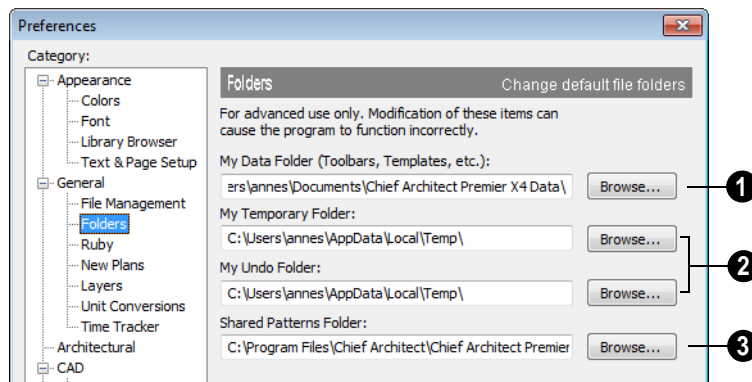 Preferences
Category:
Appearance
Colors
Font
Library Browser
Text & Page Setup
General
File Management
Folders
Ruby
New Plans
Layers
Unit Conversions
Time Tracker
Architectural
CAD
Folders Change default file folders
For advanced use only. Modification of these items can
cause the program to function incorrectly.
My Data Folder (Toolbars, Templates, etc.):
ers\annes\Documents\Chief Architect Premier X4 Data\ Browse... 1
My Temporary Folder:
C:\Users\annes\AppData\Local\Temp\ Browse...
2
My Undo Folder:
C:\Users\annes\AppData\Local\Temp\ Browse...
Shared Patterns Folder:
C:\Program Files\Chief Architect\Chief Architect Premier Browse... 3